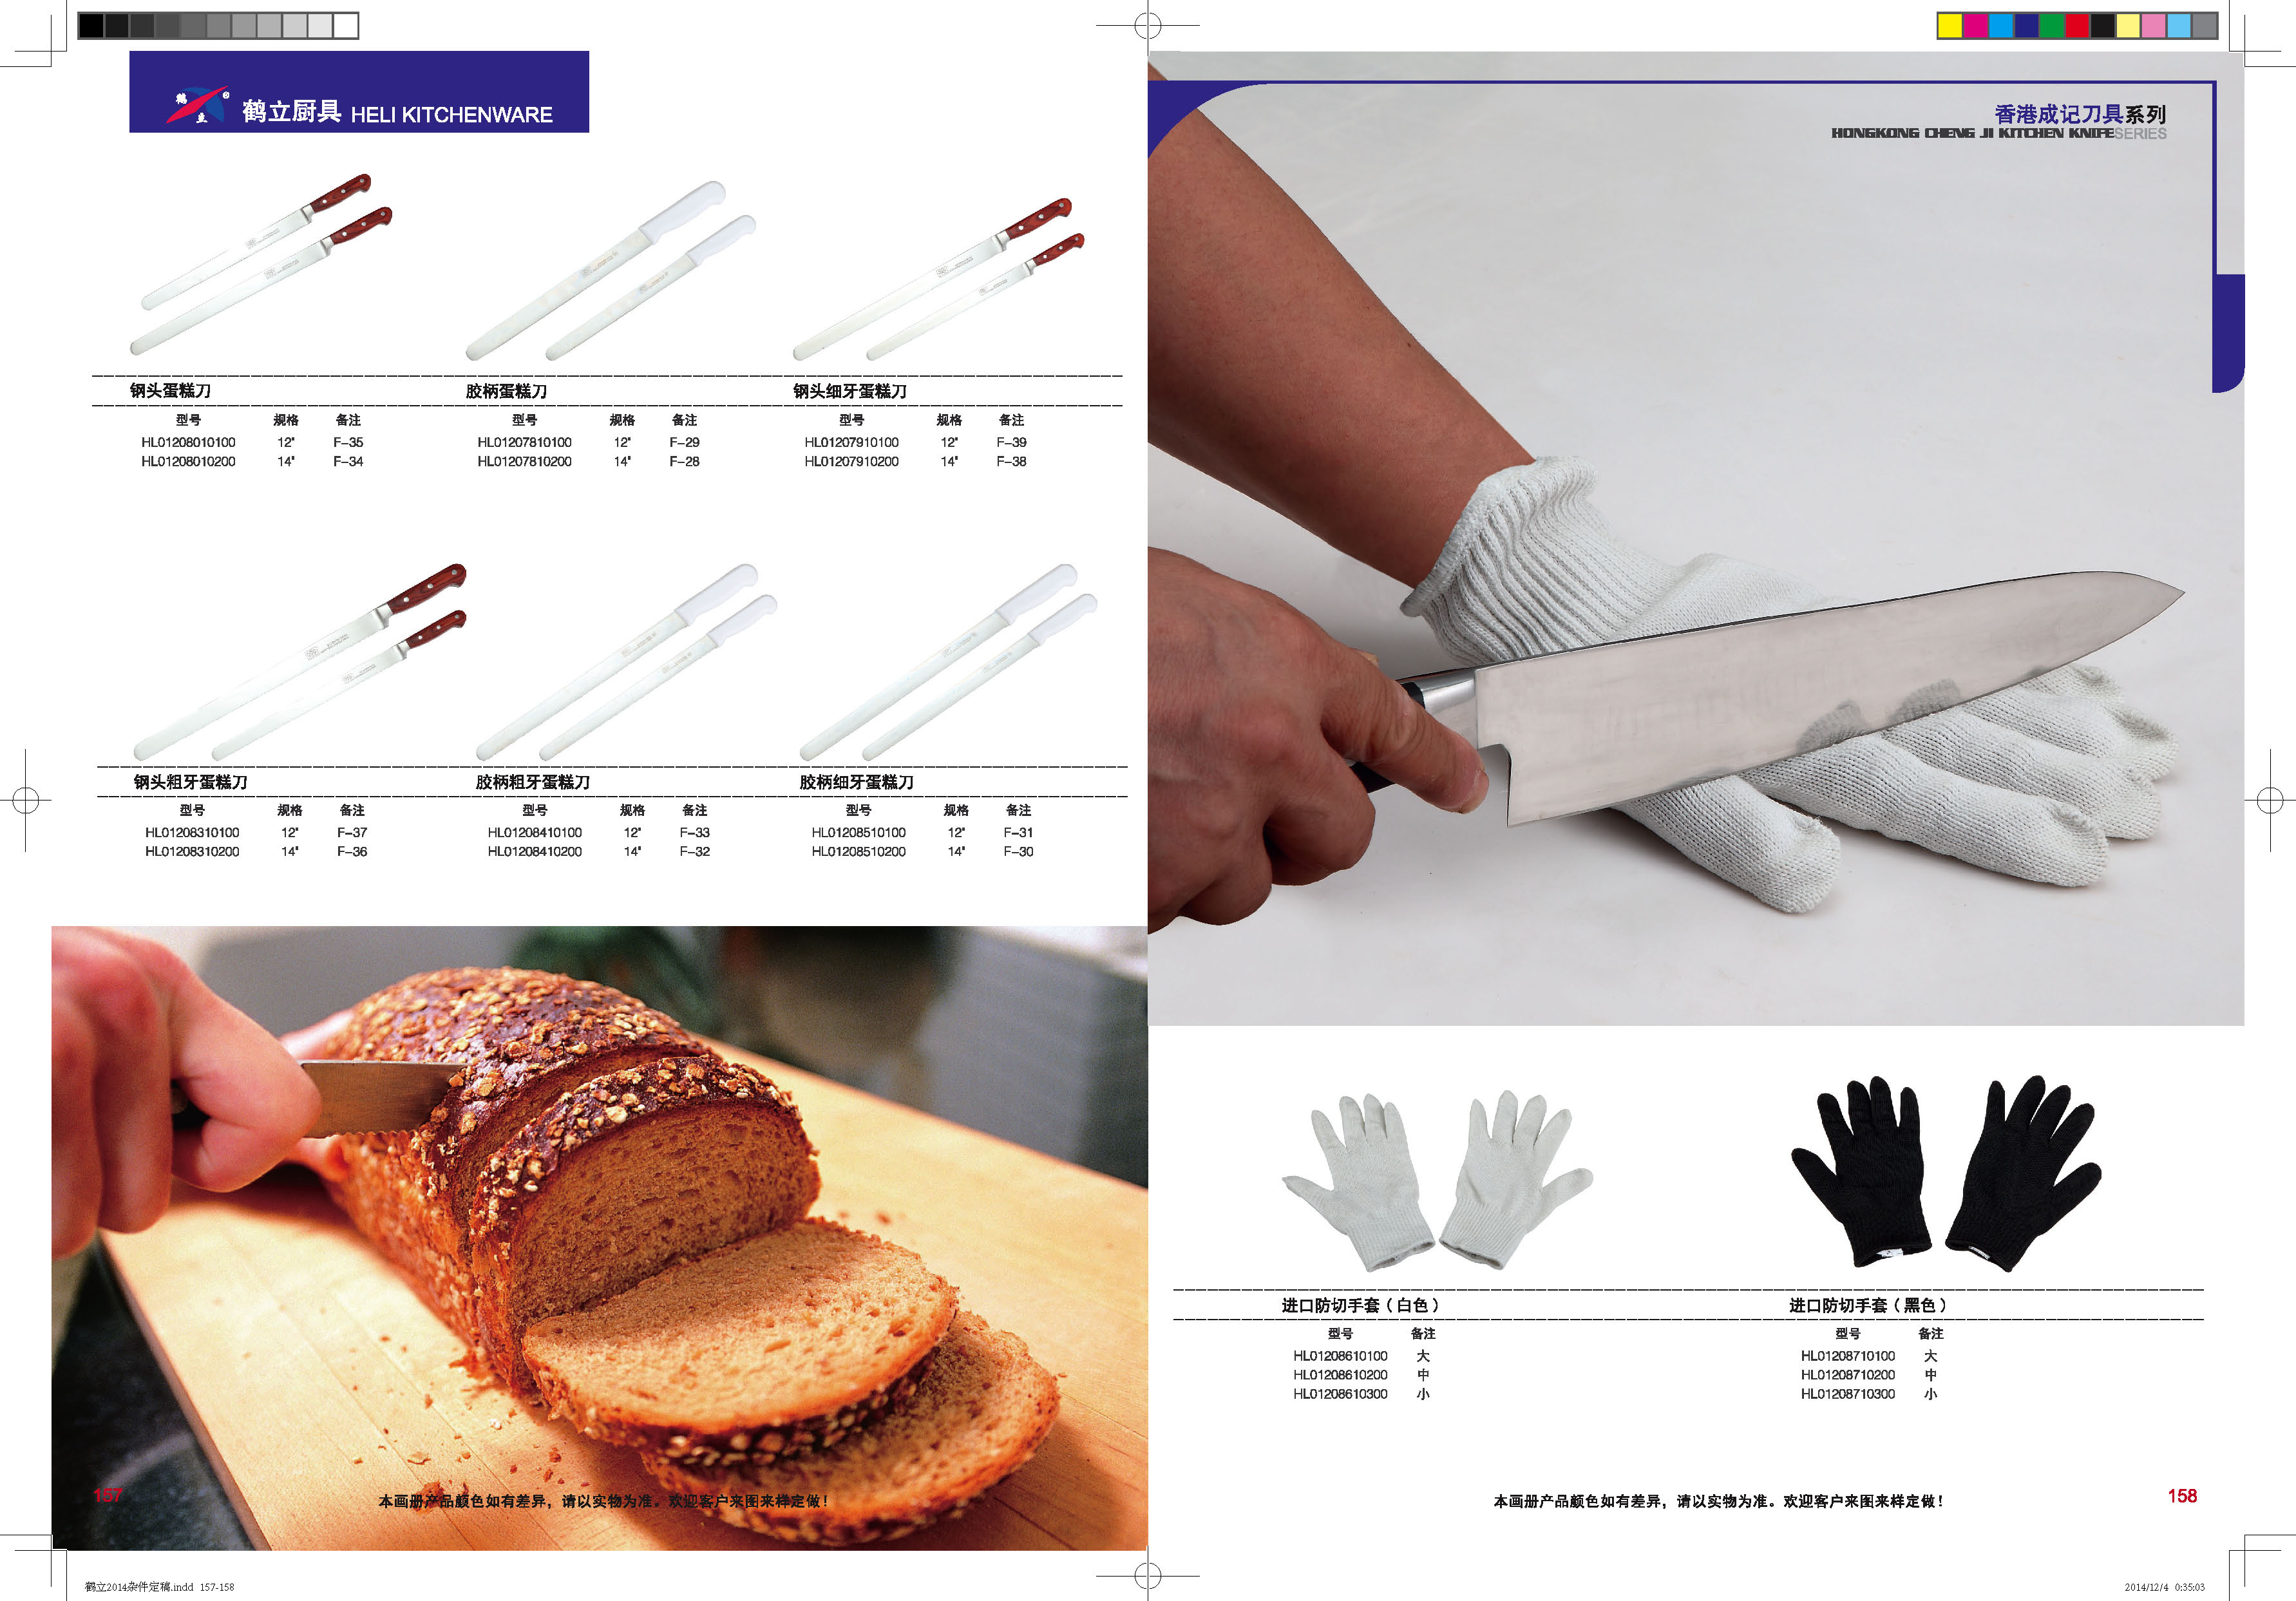 鹤立
鹤立厨具 HELI KITCHENWARE
香港成记刀具系列
HONGKONG CHENG JI KITCHEN KNIFE SERIES
钢头蛋糕刀 胶柄蛋糕刀 钢头细牙蛋糕刀
型号 规格 备注 型号 规格 备注 型号 规格 备注
HL01208010100 12" F-35 HL01207810100 12" F-29 HL01207910100 12" F-39
HL01208010200 14" F-34 HL01207810200 14" F-28 HL01207910200 14" F-38
钢头粗牙蛋糕刀 胶柄粗牙蛋糕刀 胶柄细牙蛋糕刀
型号 规格 备注 型号 规格 备注 型号 规格 备注
HL01208310100 12" F-37 HL01208410100 12" F-33 HL01208510100 12" F-31
HL01208310200 14" F-36 HL01208410200 14" F-32 HL01208510200 14" F-30
进口防切手套（白色） 进口防切手套（黑色）
型号 备注 型号 备注
HL01208610100 大 HL01208710100 大
HL01208610200 中 HL01208710200 中
HL01208610300 小 HL01208710300 小
157 本画册产品颜色如有差异，请以实物为准。欢迎客户来图来样定做！
本画册产品颜色如有差异，请以实物为准。欢迎客户来图来样定做！ 158
鹤立2014杂件定稿.indd 157-158 2014/12/4 0:35:03